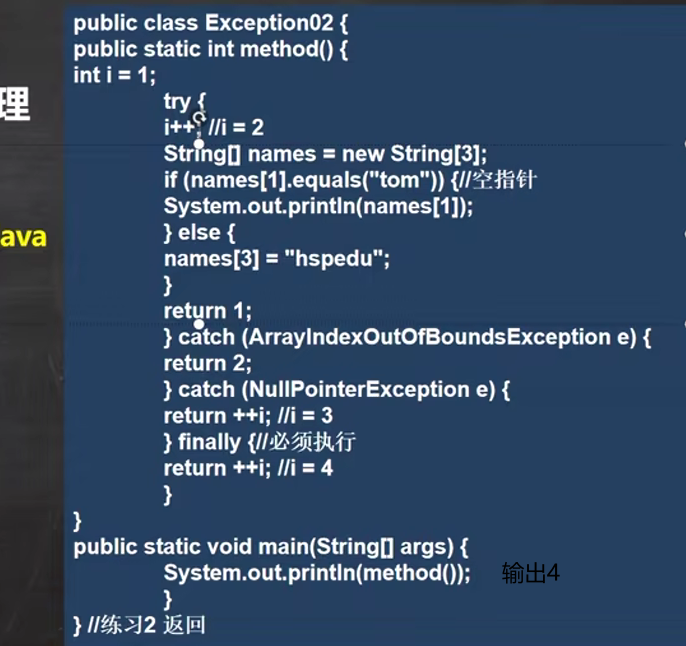 public class Exception02 {
public static int method() {
int i = 1;
try {
理
i++; //i = 2
String[] names = new String[3];
if (names[1].equals("tom")) {//空指针
System.out.println(names[1]);
ava
} else {
names[3] = "hspedu";
}
return 1;
} catch (ArrayIndexOutOfBoundsException e) {
return 2;
} catch (NullPointerException e) {
return ++i; //i = 3
} finally {//必须执行
return ++i; //i = 4
}
}
public static void main(String[] args) {
System.out.println(method()); 输出4
}
} //练习2 返回